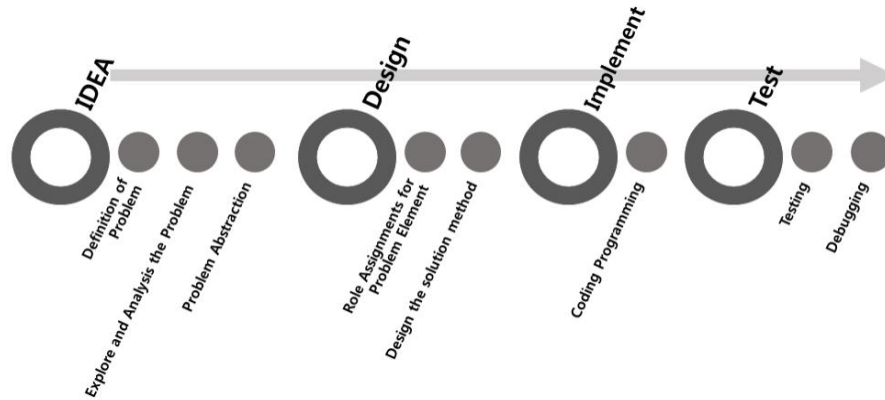 IDEA
Definition of
Problem
Explore and Analysis the Problem
Problem Abstraction
Design
Role Assignments for
Problem Element
Design the solution method
Implement
Coding Programming
Test
Testing
Debugging